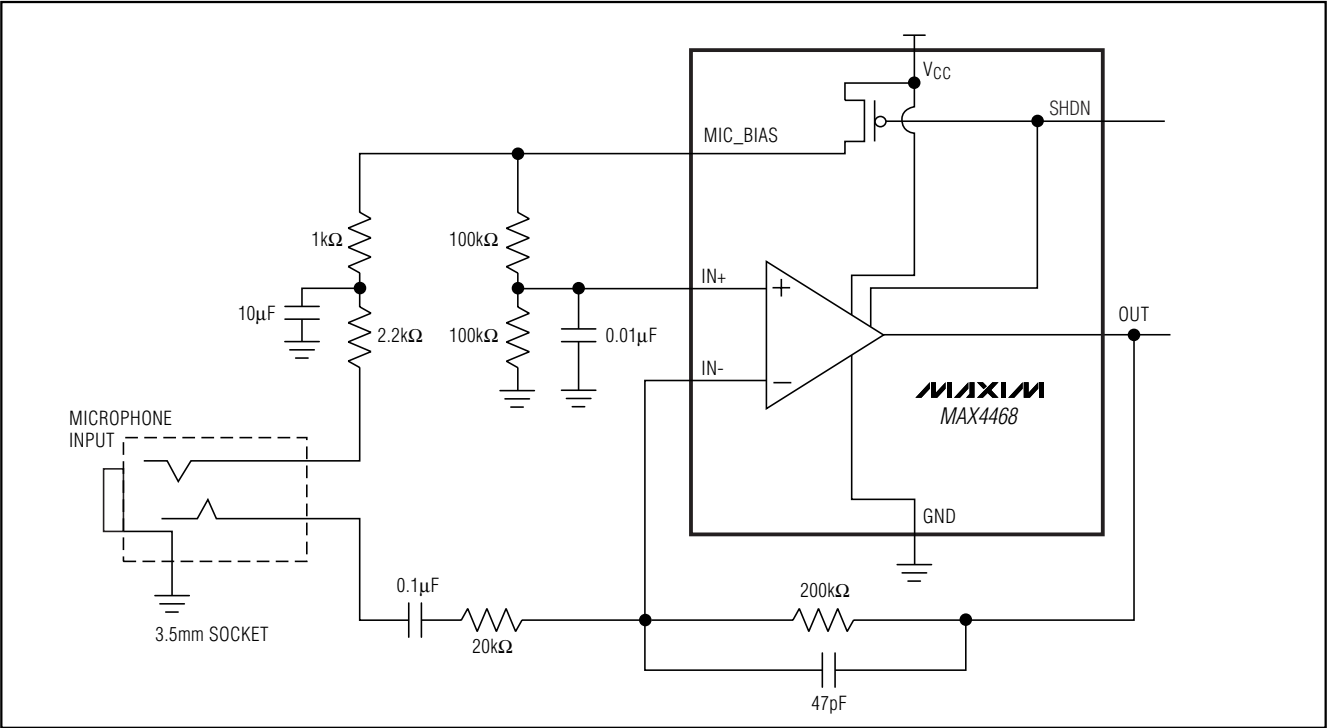 VCC
SHDN
MIC_BIAS
1kΩ
100kΩ
IN+
10µF
2.2kΩ
100kΩ
0.01µF
OUT
IN-
MAXIM
MAX4468
MICROPHONE
INPUT
GND
0.1µF
200kΩ
3.5mm SOCKET
20kΩ
47pF
+
−